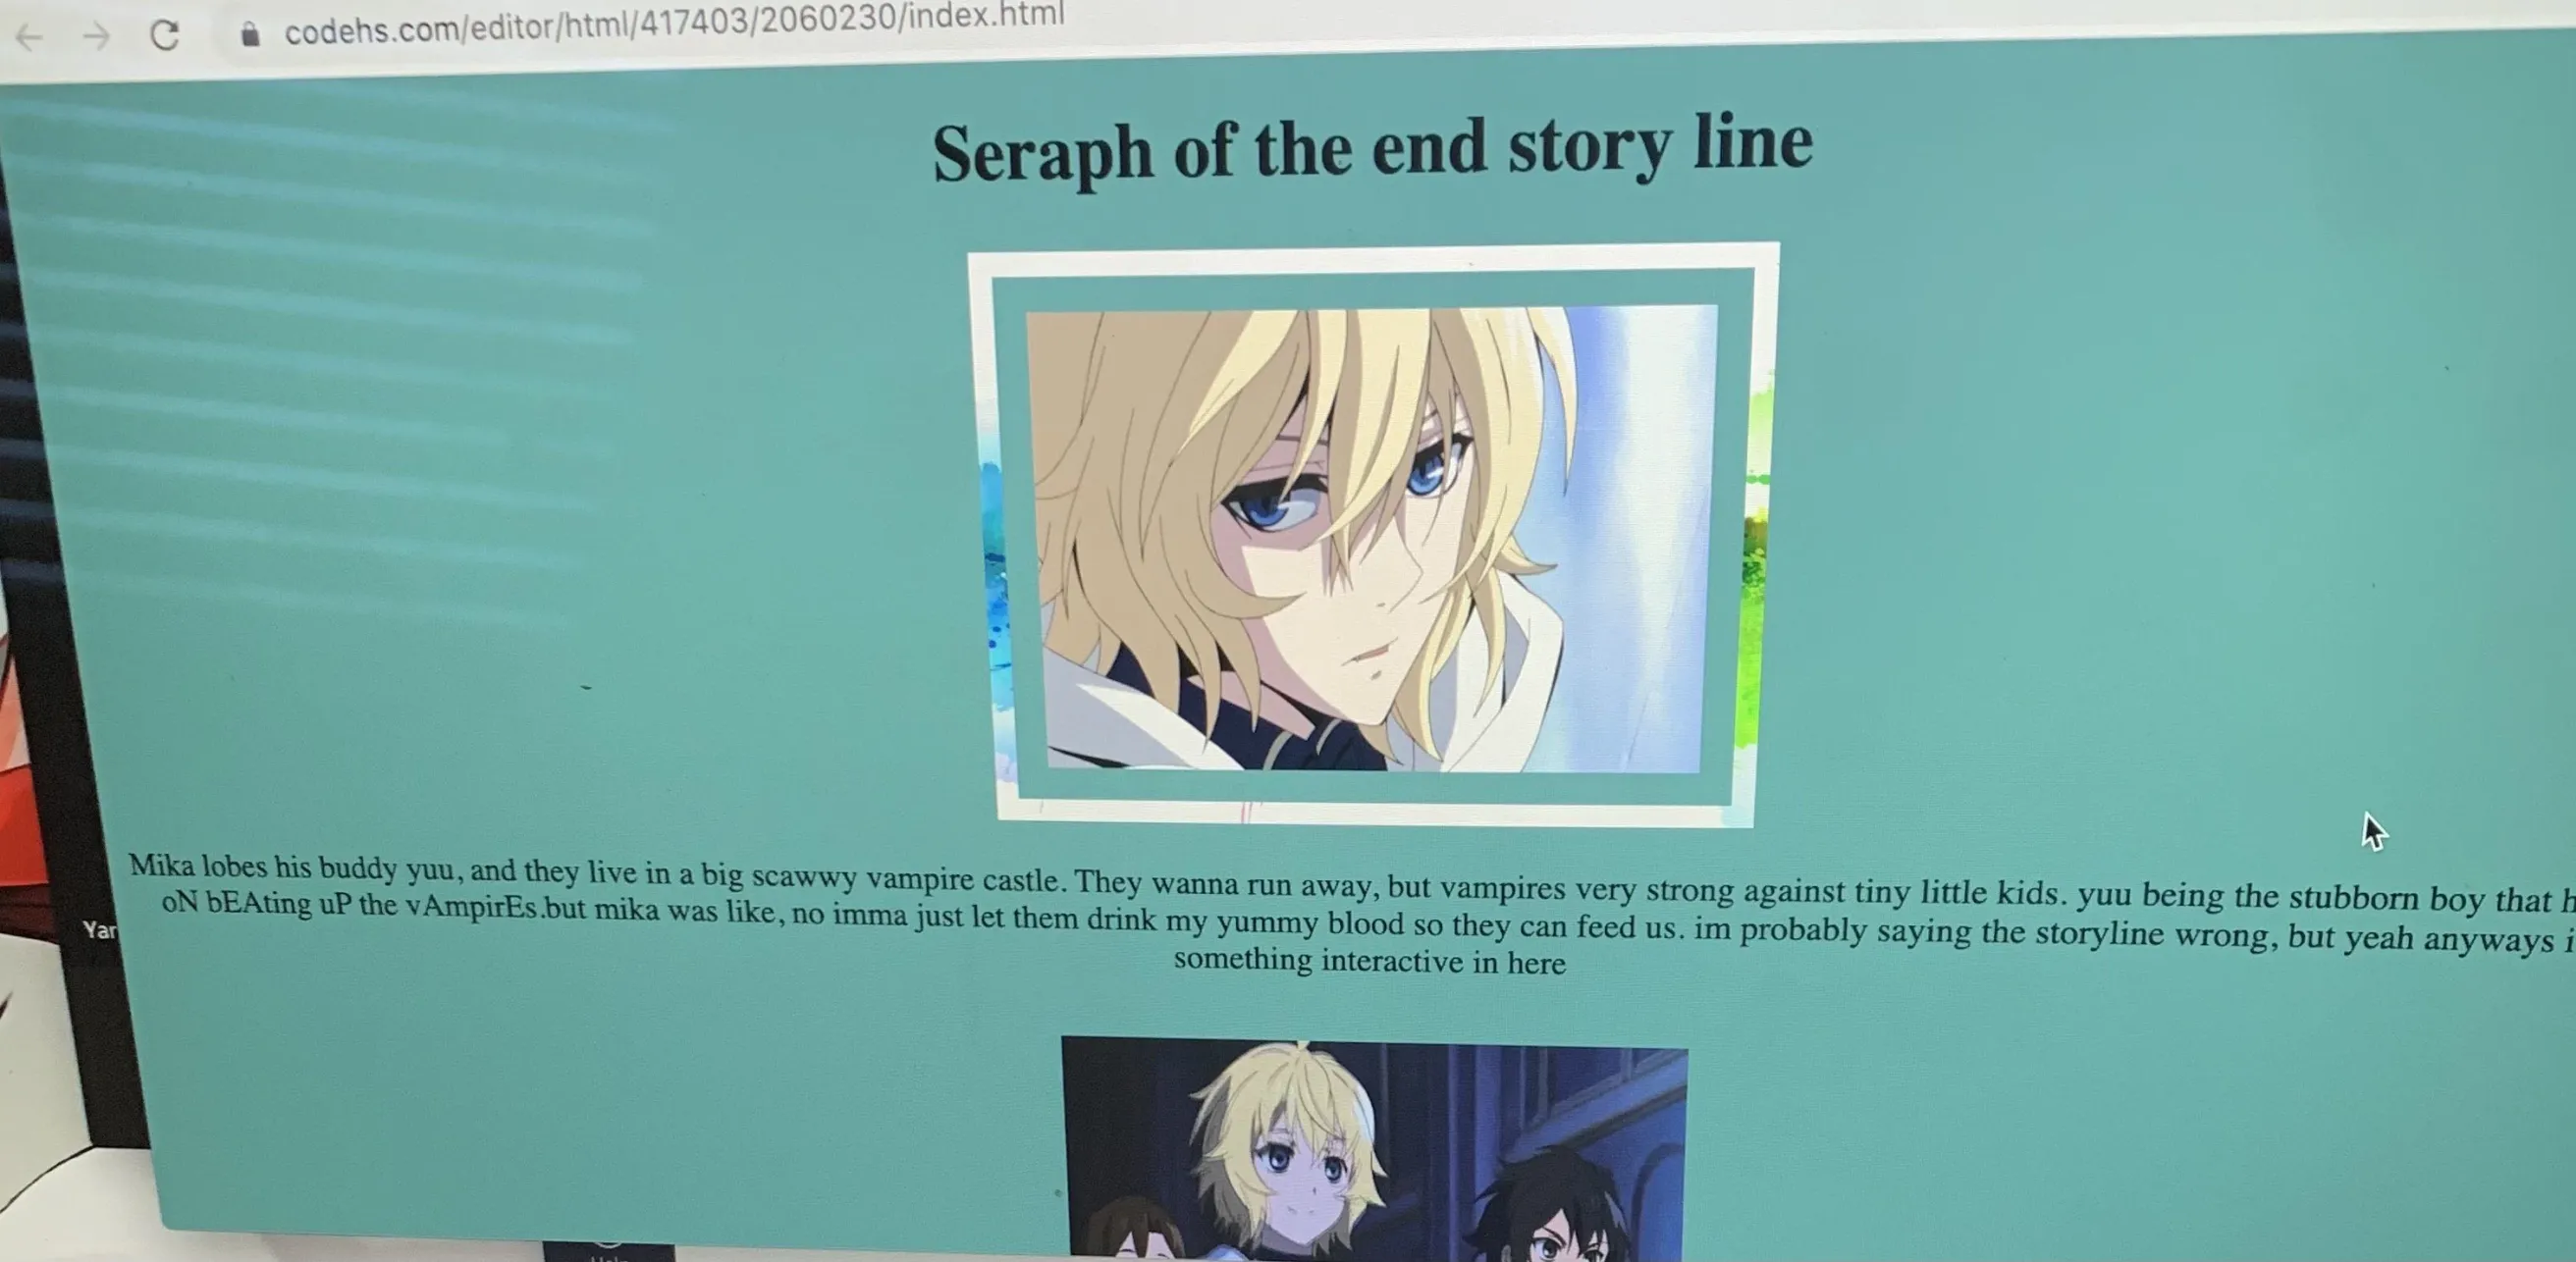 codehs.com/editor/html/417403/2060230/index.html
Seraph of the end story line
Mika lobes his buddy yuu, and they live in a big scawwy vampire castle. They wanna run away, but vampires very strong against tiny little kids. yuu being the stubborn boy that h
oN bEAting uP the vAmpirEs.but mika was like, no imma just let them drink my yummy blood so they can feed us. im probably saying the storyline wrong, but yeah anyways i
something interactive in here
Yar